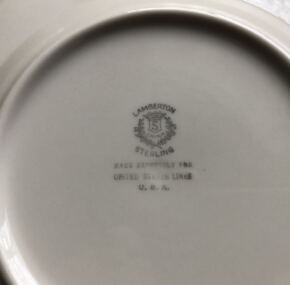 LAMBERTON
S
STERLING
MADE EXPRESSLY FOR
UNITED STATES LINES
U. S. A.